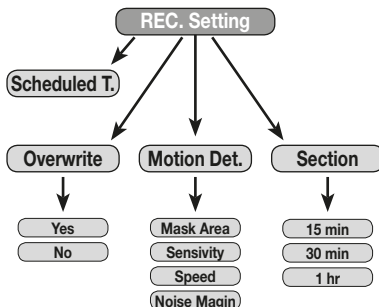 REC. Setting
Scheduled T.
Overwrite
Motion Det.
Section
Yes
No
Mask Area
Sensivity
Speed
Noise Magin
15 min
30 min
1 hr